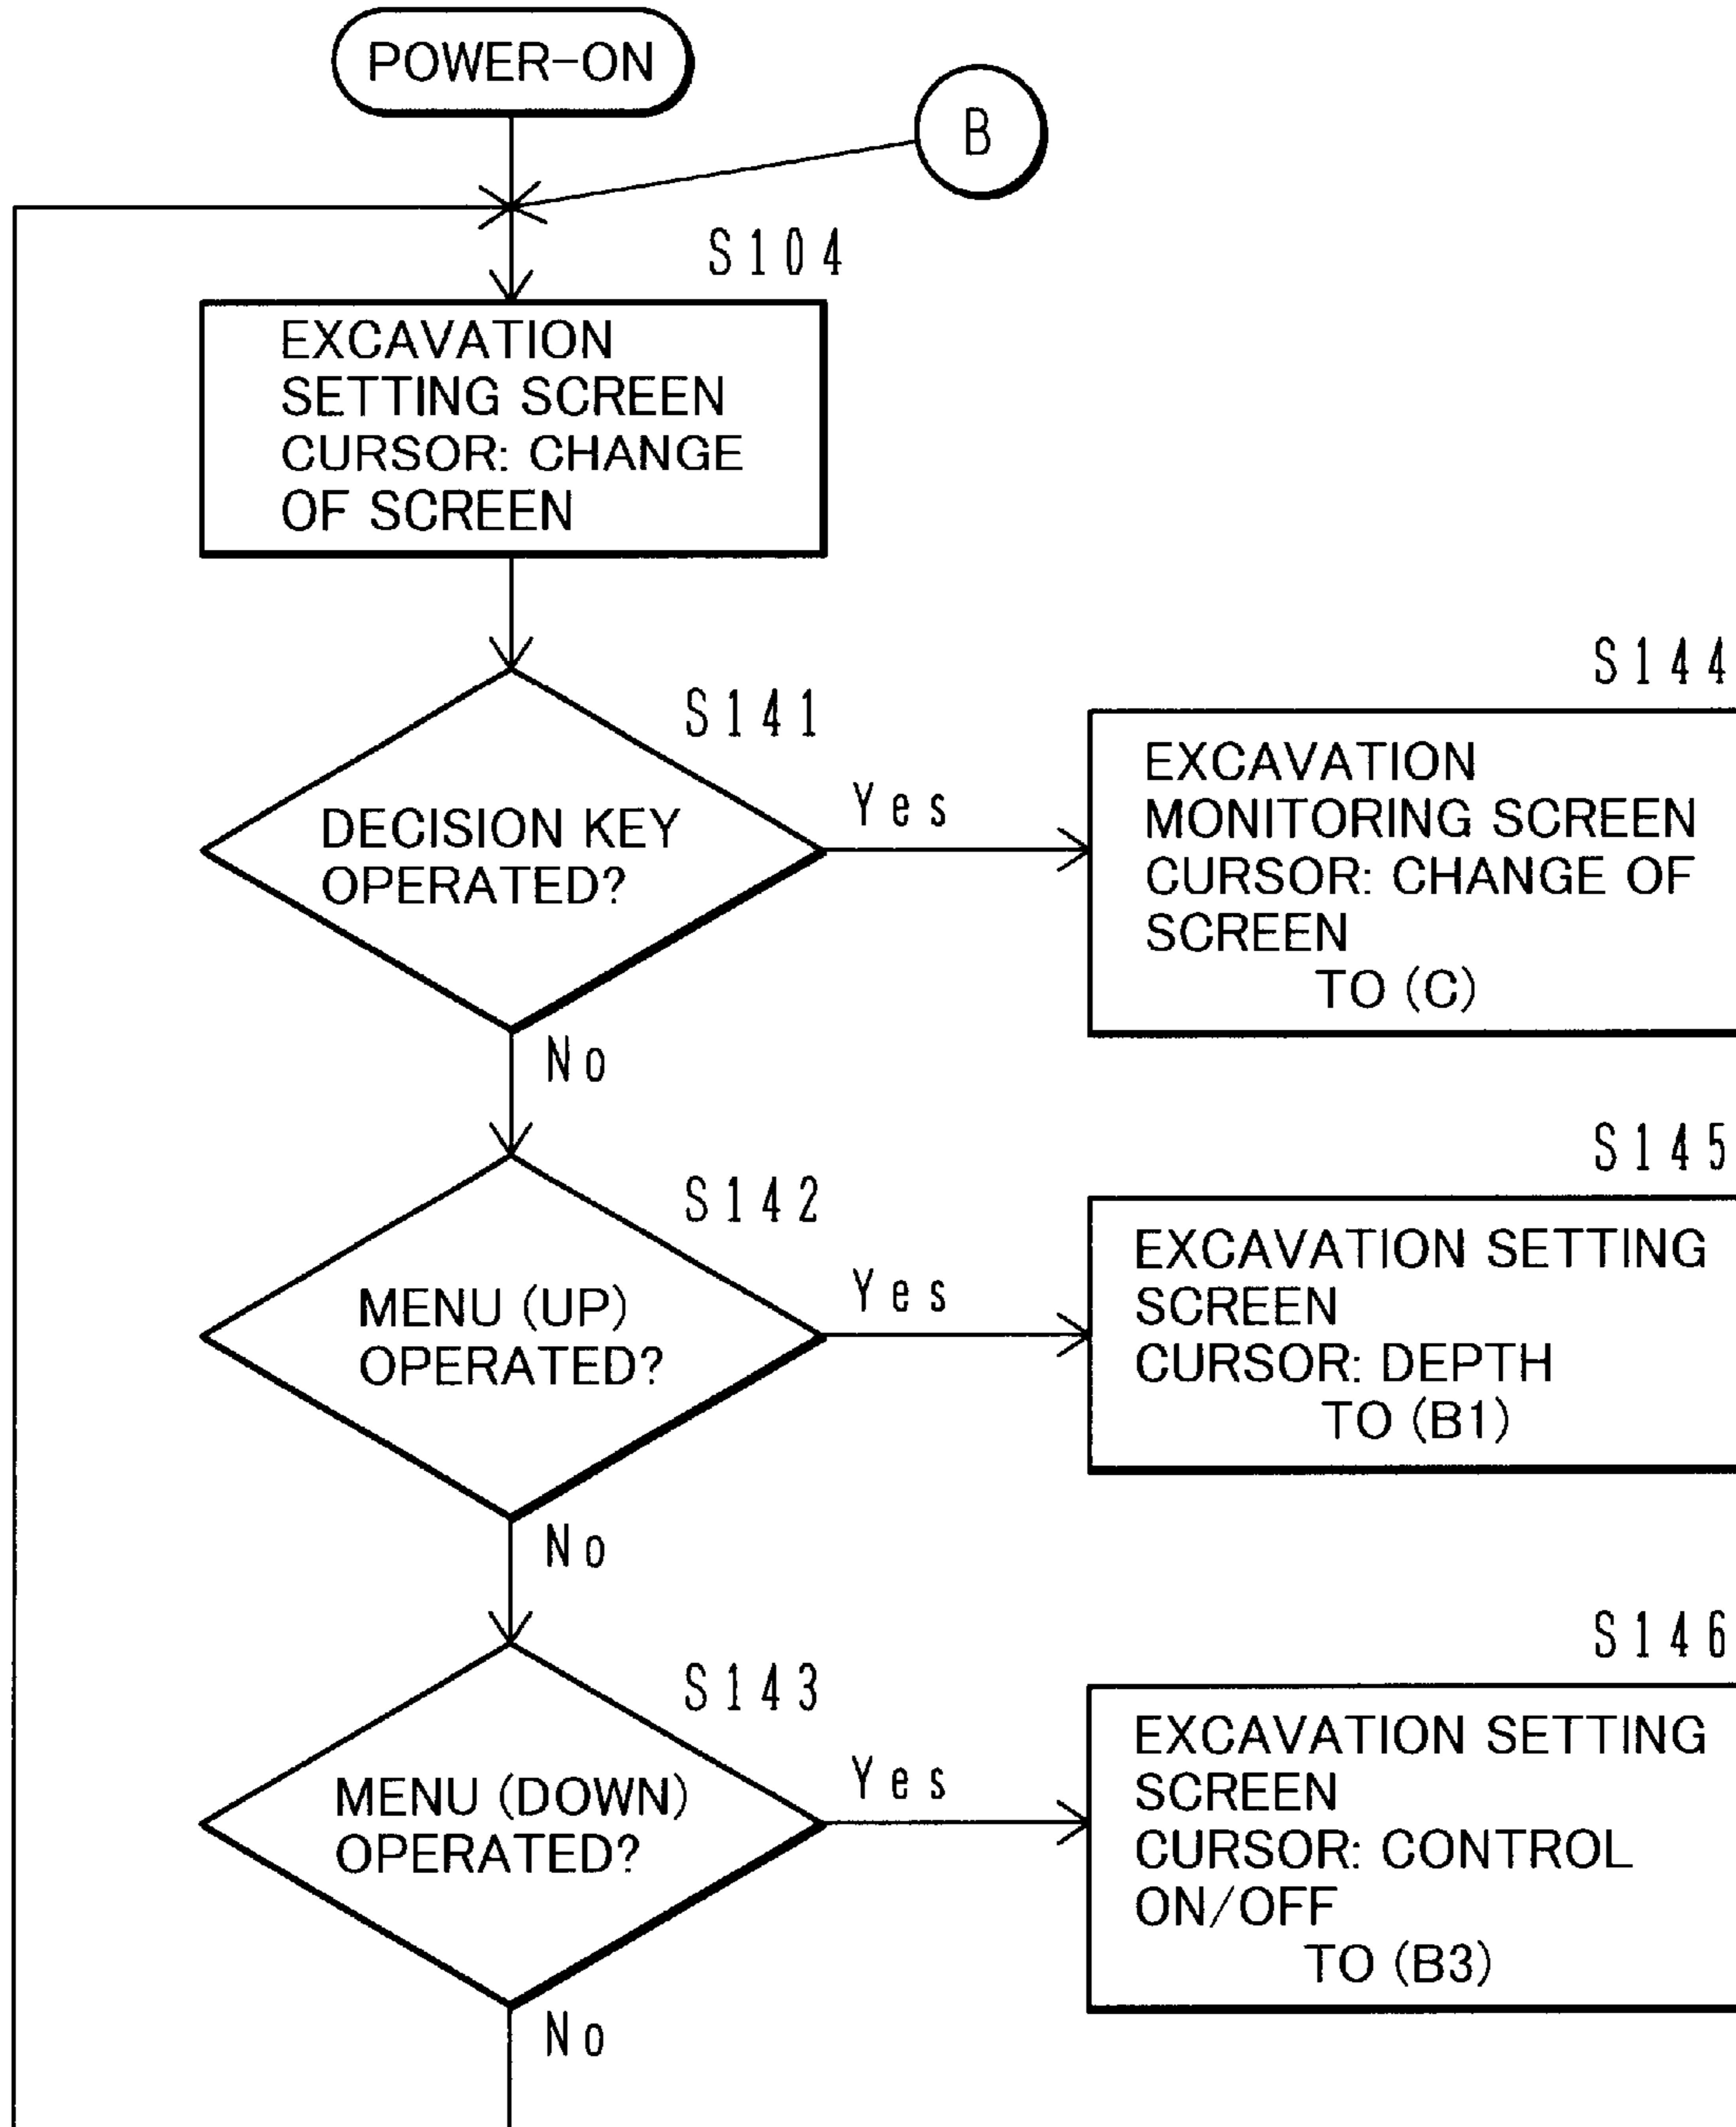 POWER-ON
B
S104
EXCAVATION
SETTING SCREEN
CURSOR: CHANGE
OF SCREEN
S141
DECISION KEY
OPERATED?
Yes
No
S144
EXCAVATION
MONITORING SCREEN
CURSOR: CHANGE OF
SCREEN
TO (C)
S142
MENU (UP)
OPERATED?
Yes
No
S145
EXCAVATION SETTING
SCREEN
CURSOR: DEPTH
TO (B1)
S143
MENU (DOWN)
OPERATED?
Yes
No
S146
EXCAVATION SETTING
SCREEN
CURSOR: CONTROL
ON/OFF
TO (B3)